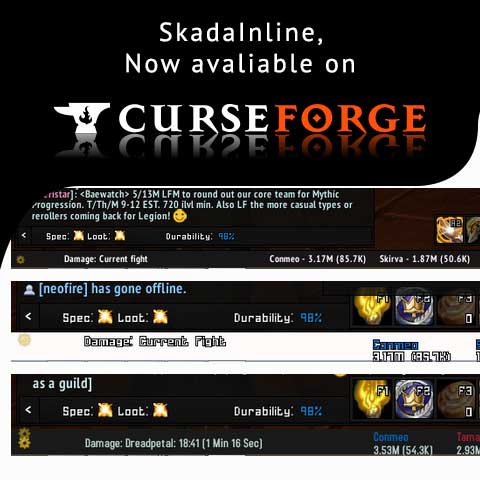 SkadaInline,
Now avaliable on
CURSEFORGE
ristar]: <Baewatch> 5/13M LFM to round out our core team for Mythic
Progression. T/Th/M 9-12 EST. 720 ilvl min. Also LF the more casual types or
rerollers coming back for Legion!
< Spec: Loot: Durability: 98%
Damage: Current fight Conmeo - 3.17M (85.7K) Skirva - 1.87M (50.6K)
[neofire] has gone offline.
F1 F2 F3
< Spec: Loot: Durability: 98% 0
Damage: Current Fight Conmeo
3.17M (85.7K)
as a guild]
F1 F2 F3
< Spec: Loot: Durability: 98% 0
Damage: Dreadpetal: 18:41 (1 Min 16 Sec) Conmeo Tama
3.53M (54.3K) 2.93M